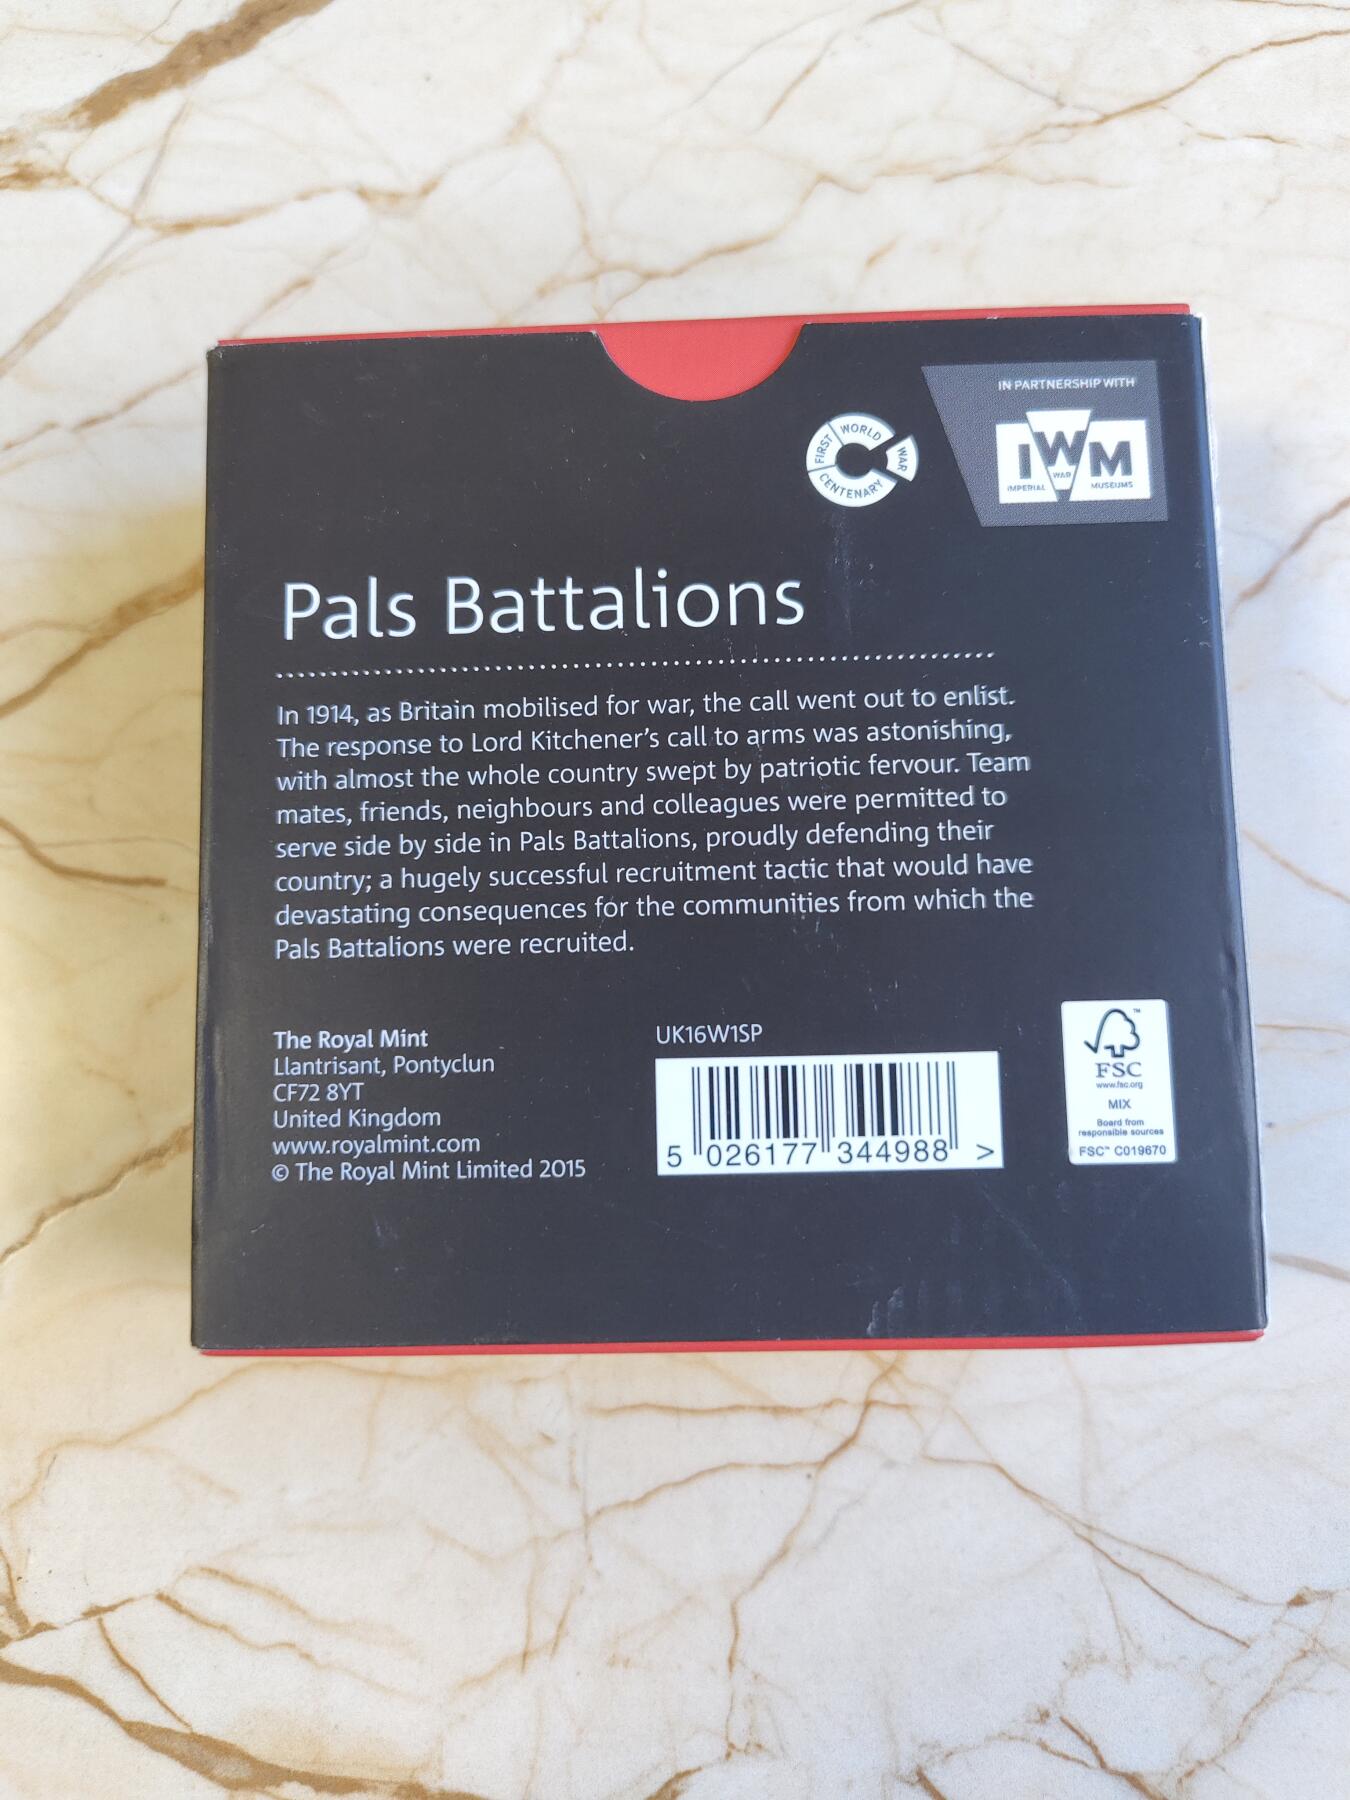 IN PARTNERSHIP WITH
FIRST WORLD WAR CENTENARY
IWM
IMPERIAL WAR MUSEUMS
Pals Battalions
In 1914, as Britain mobilised for war, the call went out to enlist.
The response to Lord Kitchener's call to arms was astonishing,
with almost the whole country swept by patriotic fervour. Team
mates, friends, neighbours and colleagues were permitted to
serve side by side in Pals Battalions, proudly defending their
country; a hugely successful recruitment tactic that would have
devastating consequences for the communities from which the
Pals Battalions were recruited.
The Royal Mint
Llantrisant, Pontyclun
CF72 8YT
United Kingdom
www.royalmint.com
© The Royal Mint Limited 2015
UK16W1SP
5 026177 344988 >
FSC
www.fsc.org
MIX
Board from
responsible sources
FSC™ C019670